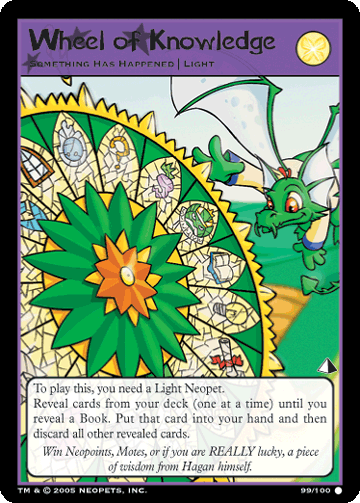 Wheel of Knowledge
Something Has Happened | Light
To play this, you need a Light Neopet.
Reveal cards from your deck (one at a time) until you
reveal a Book. Put that card into your hand and then
discard all other revealed cards.
Win Neopoints, Motes, or if you are REALLY lucky, a piece
of wisdom from Hagan himself.
TM & © 2005 NEOPETS, INC.
99/100